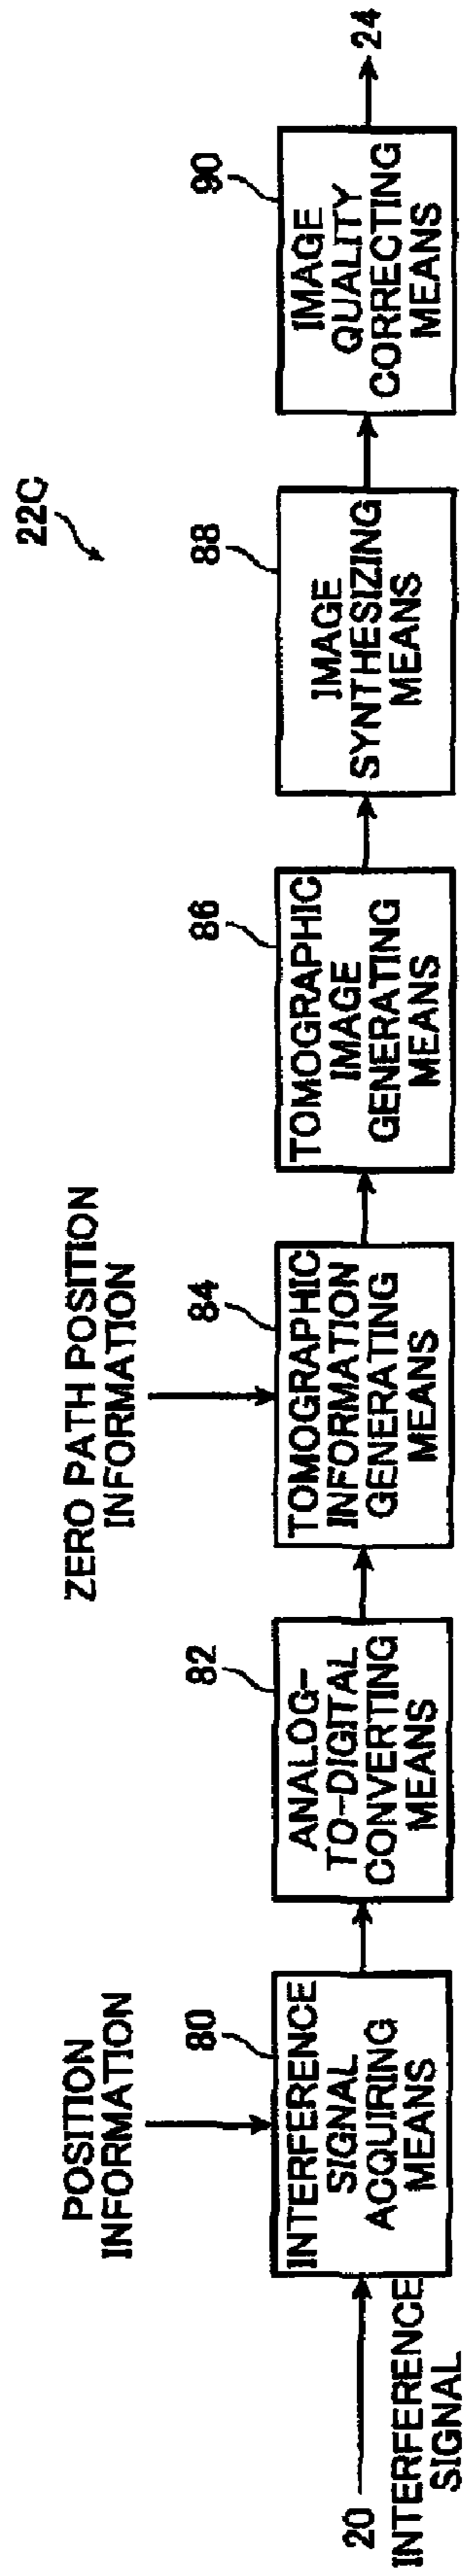 22C
POSITION
INFORMATION
ZERO PATH POSITION
INFORMATION
20
INTERFERENCE
SIGNAL
80
INTERFERENCE
SIGNAL
ACQUIRING
MEANS
82
ANALOG-
TO-DIGITAL
CONVERTING
MEANS
84
TOMOGRAPHIC
INFORMATION
GENERATING
MEANS
86
TOMOGRAPHIC
IMAGE
GENERATING
MEANS
88
IMAGE
SYNTHESIZING
MEANS
90
IMAGE
QUALITY
CORRECTING
MEANS
24